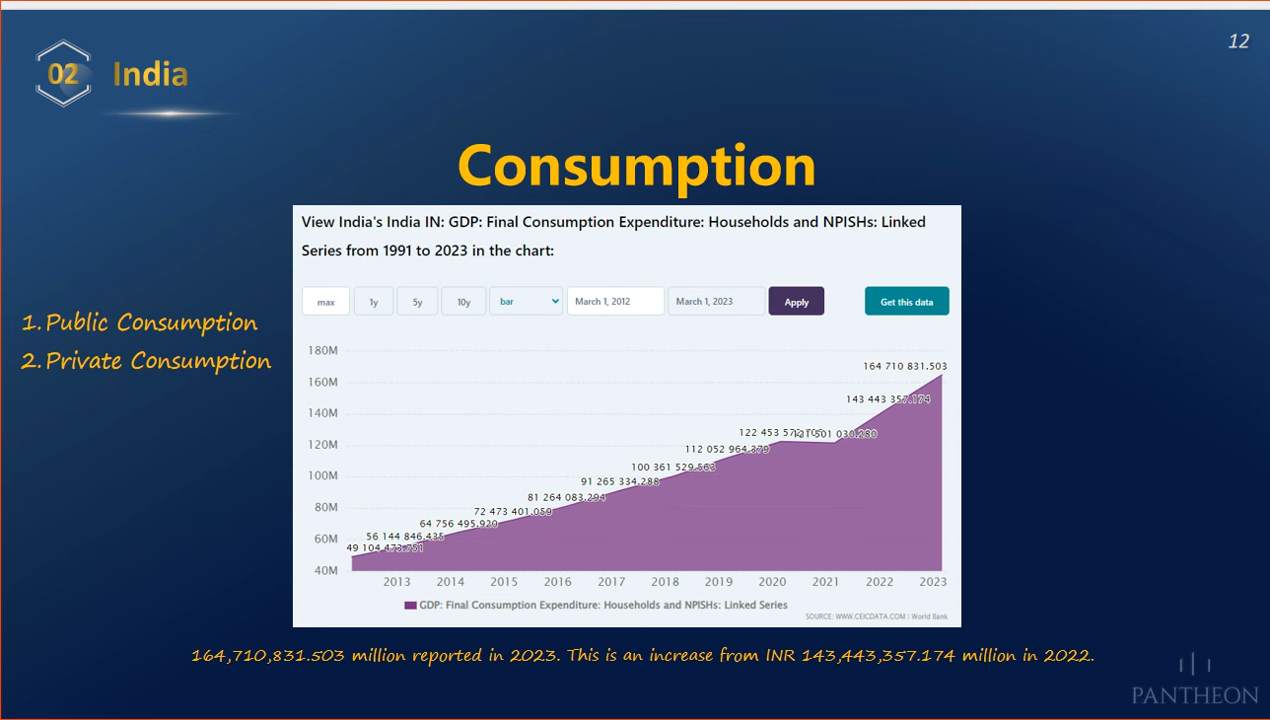 12
02 India
Consumption
View India's India IN: GDP: Final Consumption Expenditure: Households and NPISHs: Linked
Series from 1991 to 2023 in the chart:
max 1y 5y 10y bar March 1, 2012 March 1, 2023 Apply Get this data
1. Public Consumption
2. Private Consumption
180M
164 710 831.503
160M
143 443 357.174
140M
122 453 572.
121 501 030.280
120M
112 052 964.379
100 361 529.563
100M
91 265 334.288
81 264 083.294
80M
72 473 401.059
64 756 495.920
60M
56 144 846.435
49 104
40M
2013 2014 2015 2016 2017 2018 2019 2020 2021 2022 2023
GDP: Final Consumption Expenditure: Households and NPISHs: Linked Series
SOURCE: WWW.CEICDATA.COM | World Bank
164,710,831.503 million reported in 2023. This is an increase from INR 143,443,357.174 million in 2022.
PANTHEON